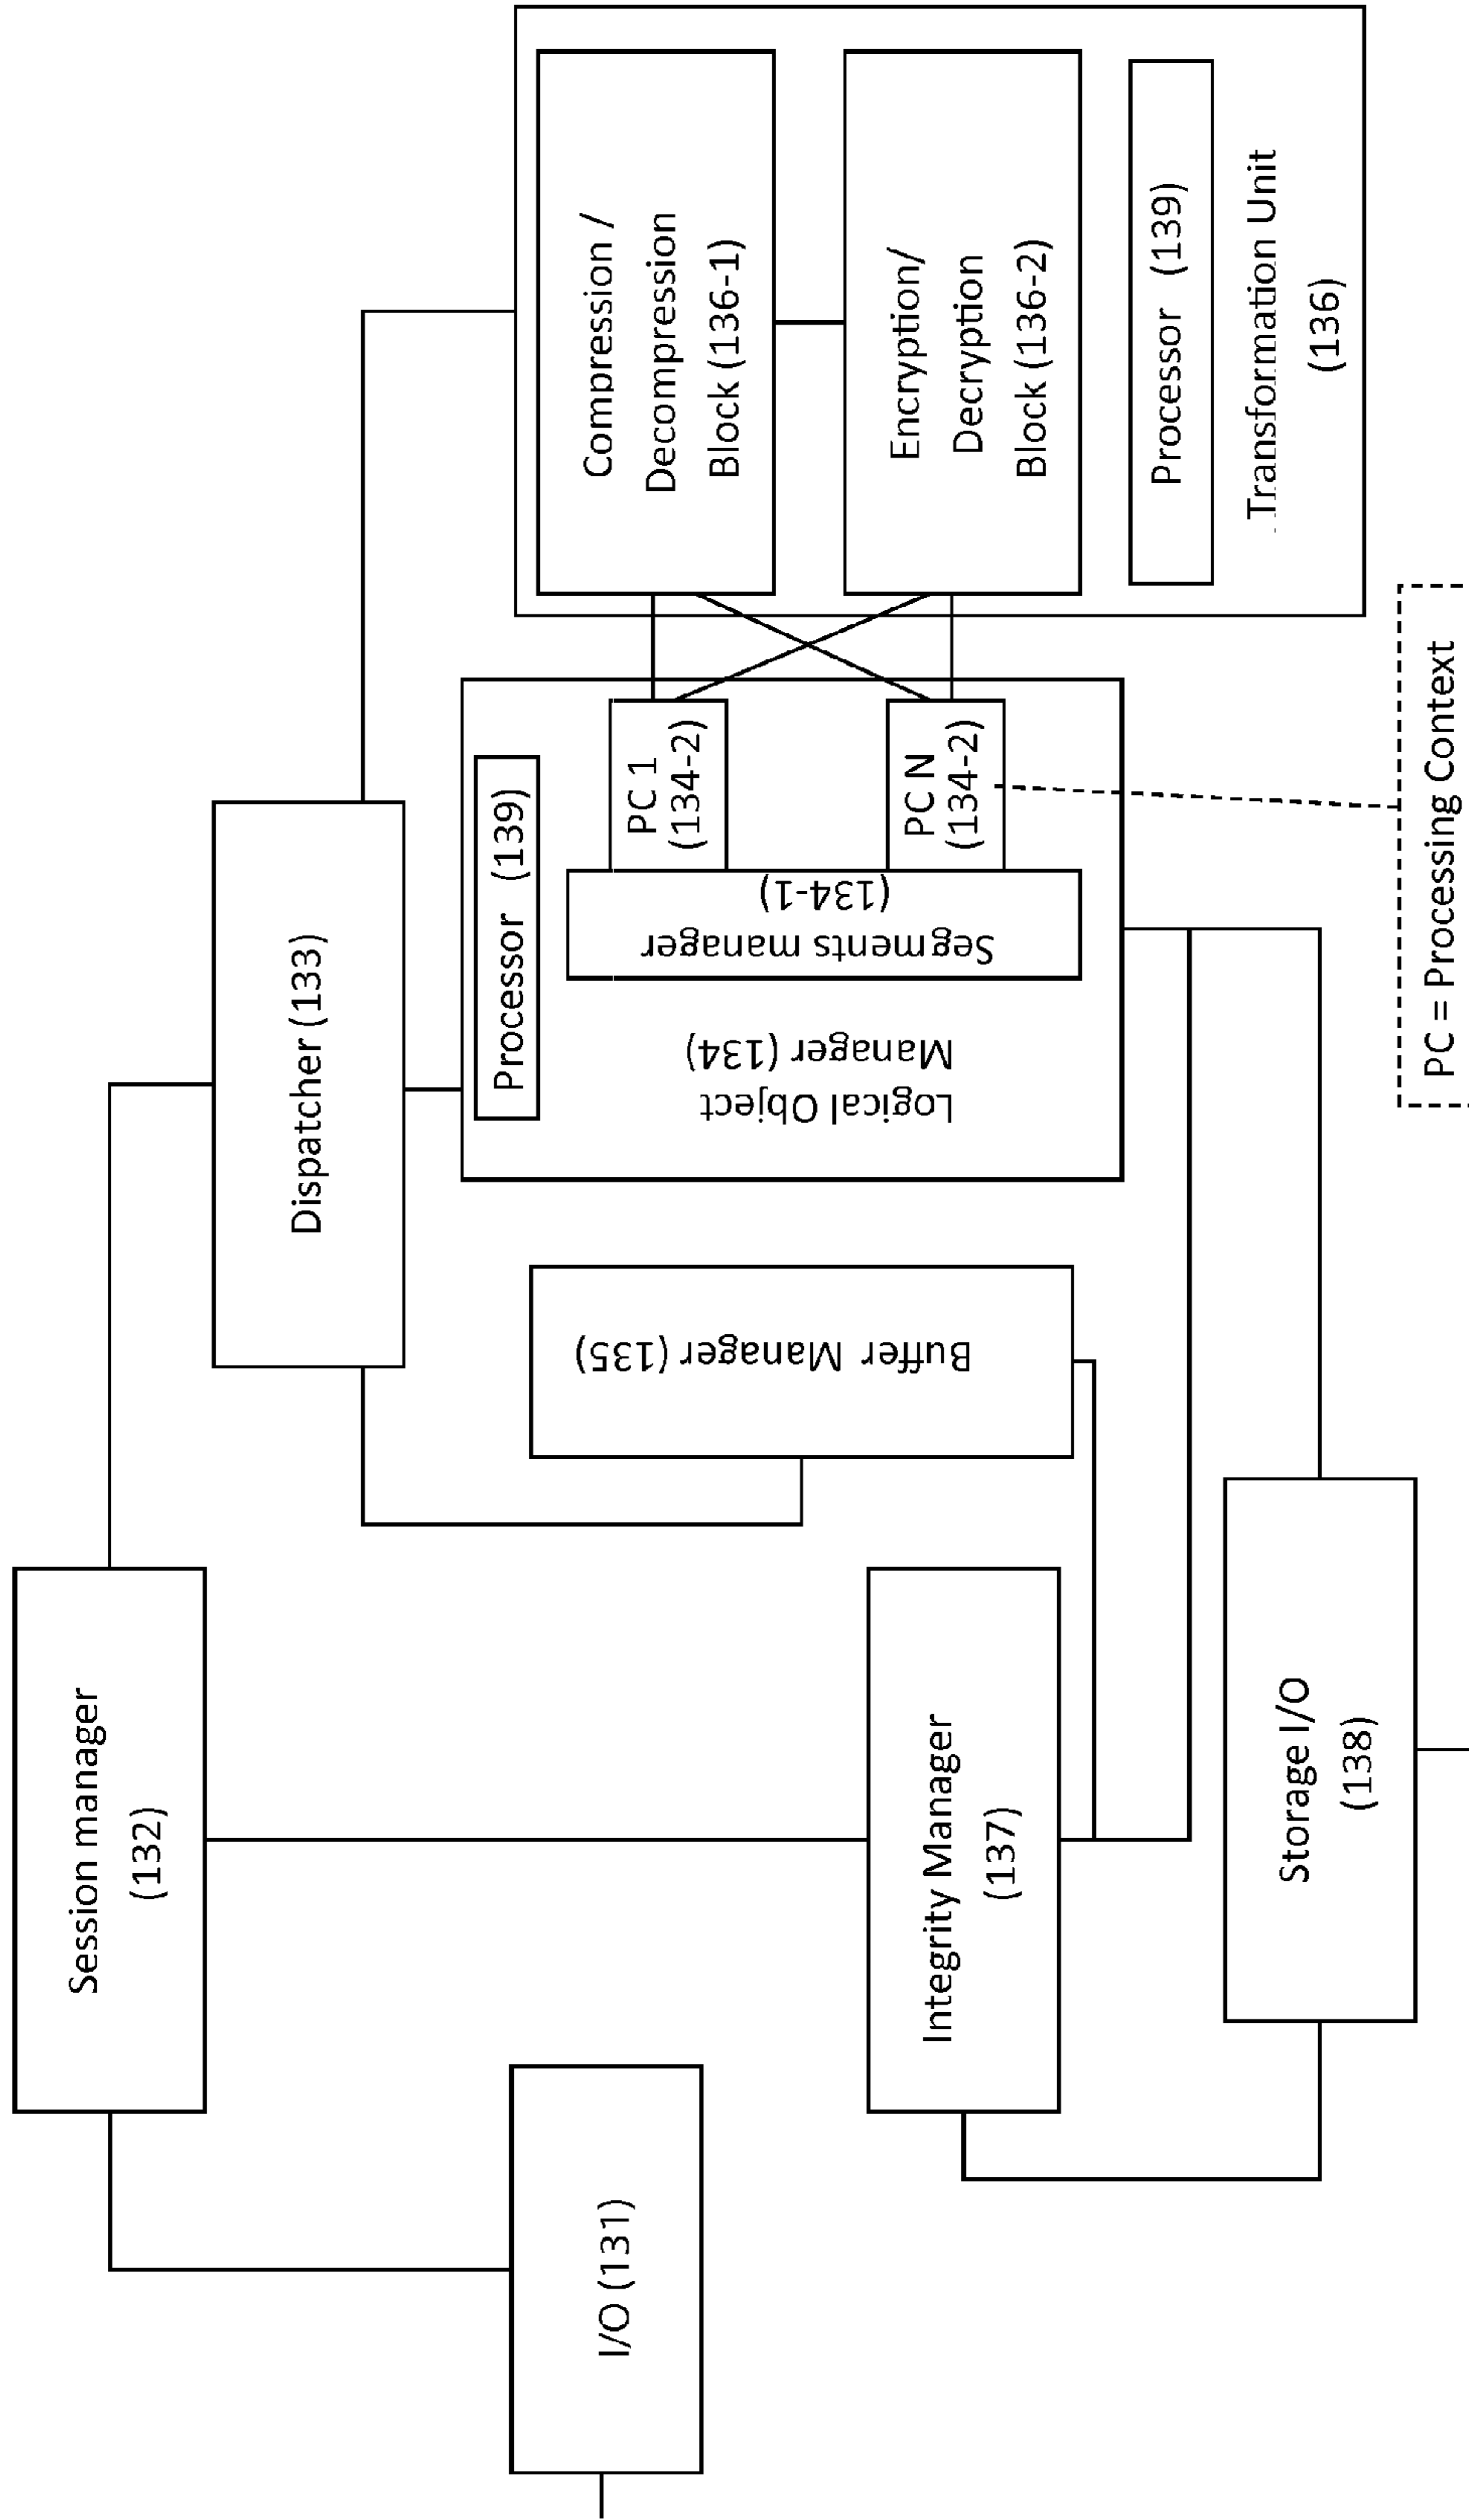 Session manager
(132)
Dispatcher (133)
I/O (131)
Integrity Manager
(137)
Buffer Manager (135)
Processor (139)
Logical Object
Manager (134)
Segments manager
(134-1)
PC 1
(134-2)
PC N
(134-2)
Compression /
Decompression
Block (136-1)
Encryption/
Decryption
Block (136-2)
Processor (139)
Transformation Unit
(136)
Storage I/O
(138)
PC = Processing Context